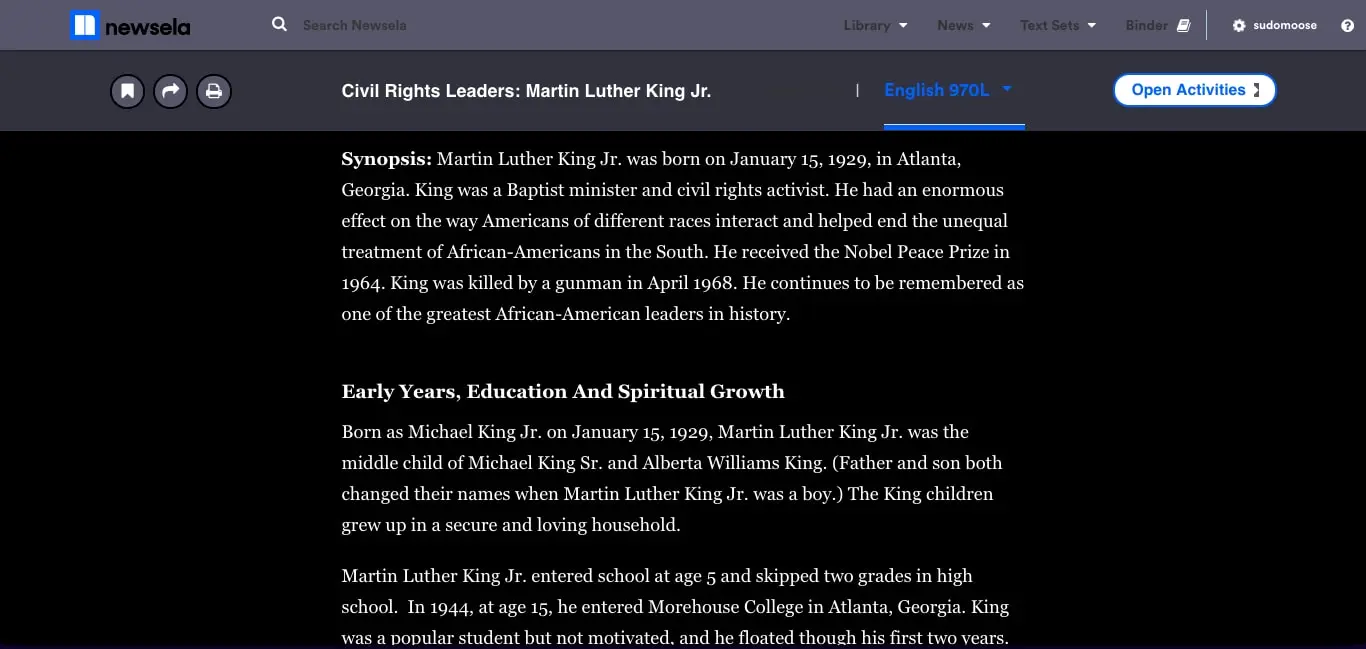 newsela Search Newsela Library News Text Sets Binder sudomoose
Civil Rights Leaders: Martin Luther King Jr. | English 970L Open Activities
Synopsis: Martin Luther King Jr. was born on January 15, 1929, in Atlanta,
Georgia. King was a Baptist minister and civil rights activist. He had an enormous
effect on the way Americans of different races interact and helped end the unequal
treatment of African-Americans in the South. He received the Nobel Peace Prize in
1964. King was killed by a gunman in April 1968. He continues to be remembered as
one of the greatest African-American leaders in history.
Early Years, Education And Spiritual Growth
Born as Michael King Jr. on January 15, 1929, Martin Luther King Jr. was the
middle child of Michael King Sr. and Alberta Williams King. (Father and son both
changed their names when Martin Luther King Jr. was a boy.) The King children
grew up in a secure and loving household.
Martin Luther King Jr. entered school at age 5 and skipped two grades in high
school. In 1944, at age 15, he entered Morehouse College in Atlanta, Georgia. King
was a popular student but not motivated, and he floated though his first two years.